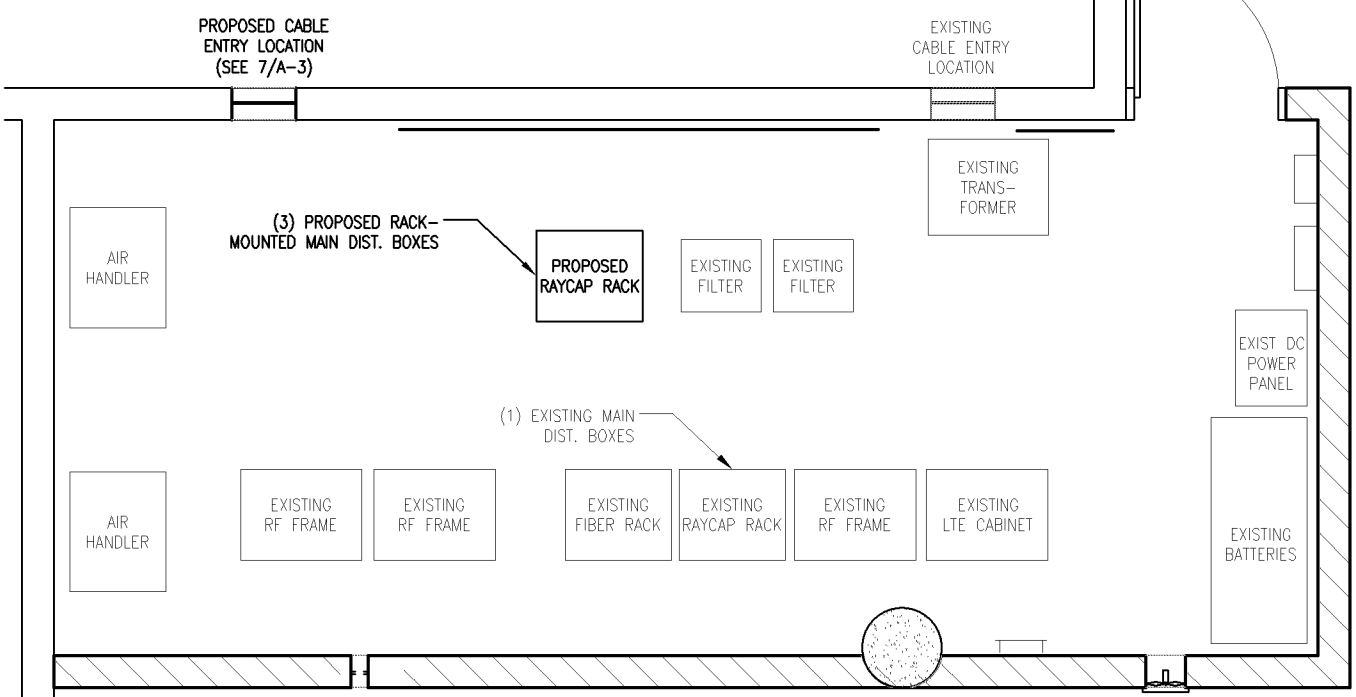 PROPOSED CABLE
ENTRY LOCATION
(SEE 7/A-3)
EXISTING
CABLE ENTRY
LOCATION
EXISTING
TRANS-
FORMER
(3) PROPOSED RACK-
MOUNTED MAIN DIST. BOXES
AIR
HANDLER
PROPOSED
RAYCAP RACK
EXISTING
FILTER
EXISTING
FILTER
EXIST DC
POWER
PANEL
(1) EXISTING MAIN
DIST. BOXES
AIR
HANDLER
EXISTING
RF FRAME
EXISTING
RF FRAME
EXISTING
FIBER RACK
EXISTING
RAYCAP RACK
EXISTING
RF FRAME
EXISTING
LTE CABINET
EXISTING
BATTERIES